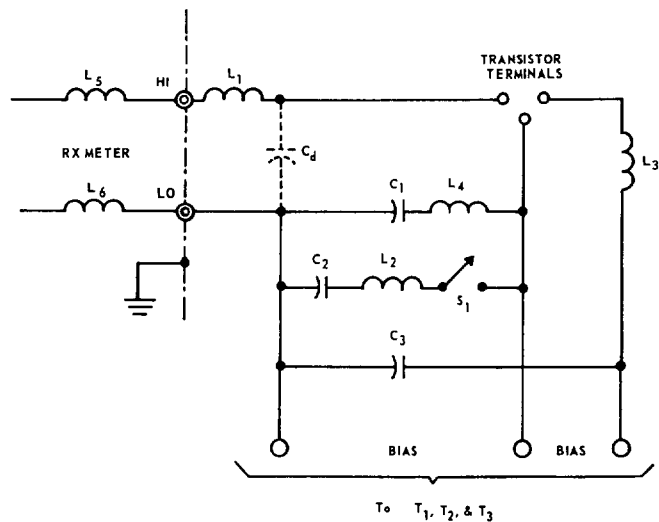 TRANSISTOR
TERMINALS
L5
HI
L1
L3
RX METER
Cd
L6
LO
C1
L4
C2
L2
S1
C3
BIAS
BIAS
To T1, T2, & T3